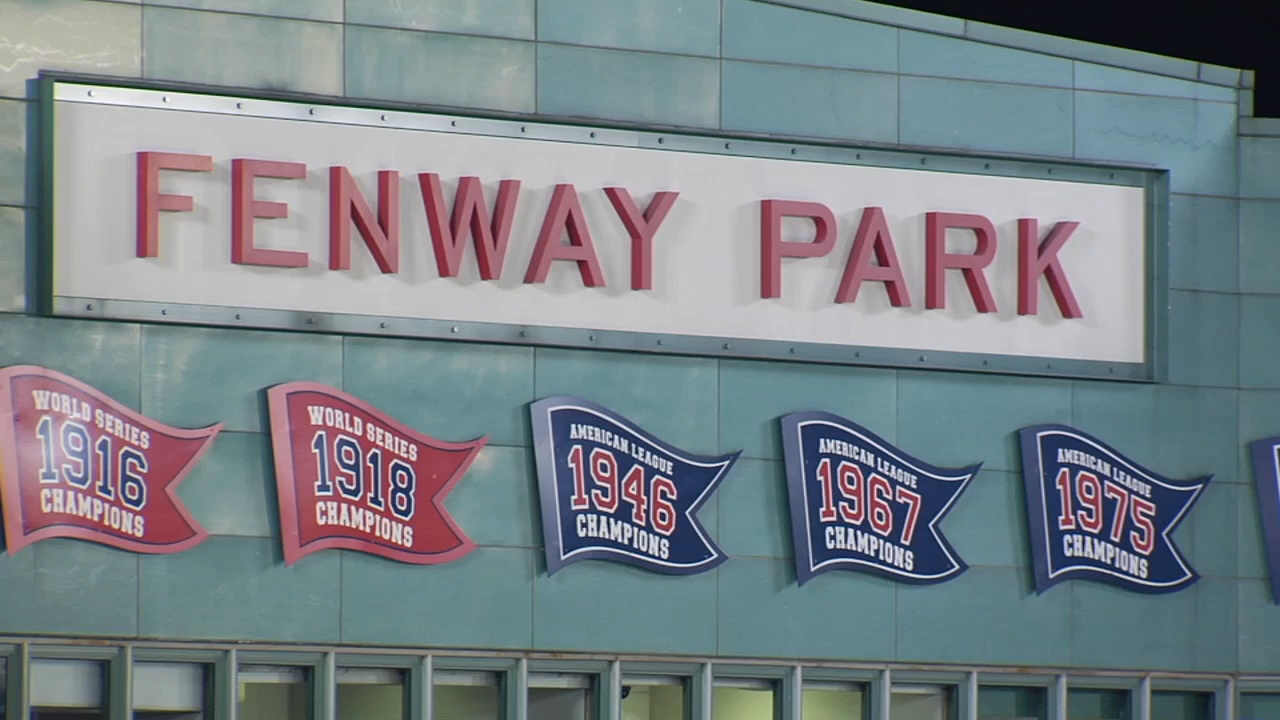 FENWAY PARK
WORLD SERIES
1916
CHAMPIONS
WORLD SERIES
1918
CHAMPIONS
AMERICAN LEAGUE
1946
CHAMPIONS
AMERICAN LEAGUE
1967
CHAMPIONS
AMERICAN LEAGUE
1975
CHAMPIONS